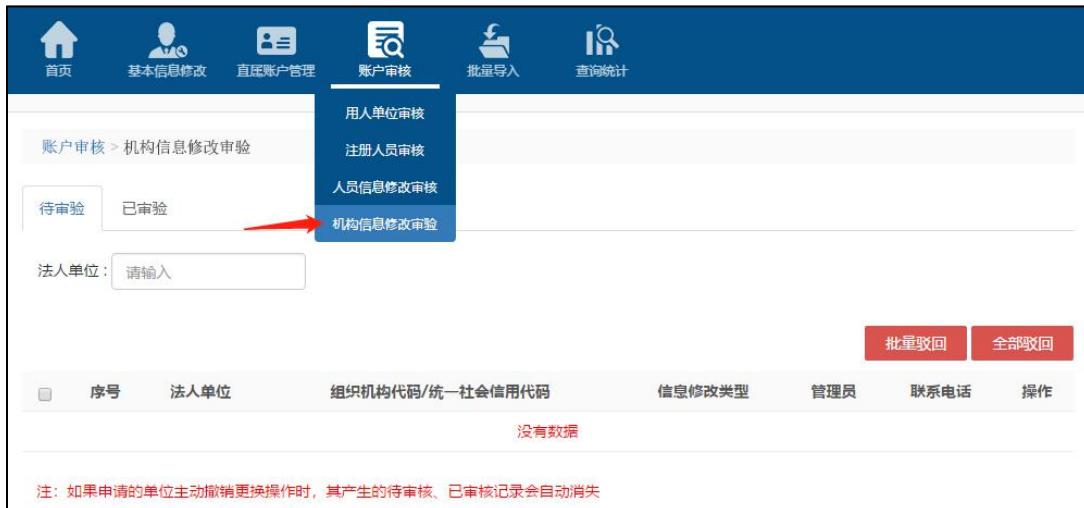 首页 基本信息修改 直属账户管理 账户审核 批量导入 查询统计
用人单位审核
注册人员审核
人员信息修改审核
机构信息修改审验
账户审核 > 机构信息修改审验
待审验 已审验
法人单位： 请输入
批量驳回 全部驳回
序号 法人单位 组织机构代码/统一社会信用代码 信息修改类型 管理员 联系电话 操作
没有数据
注：如果申请的单位主动撤销更换操作时，其产生的待审核、已审核记录会自动消失